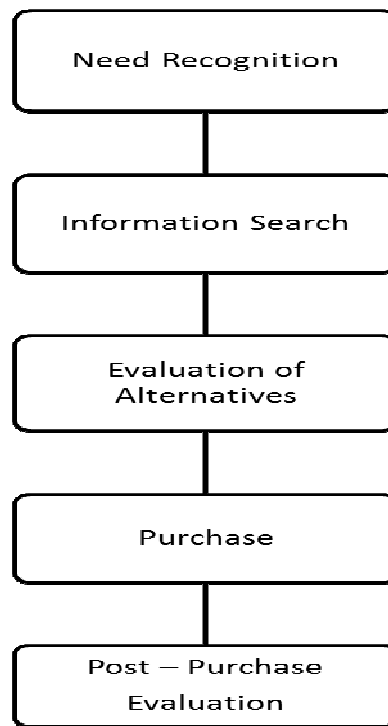 Need Recognition
Information Search
Evaluation of
Alternatives
Purchase
Post – Purchase
Evaluation